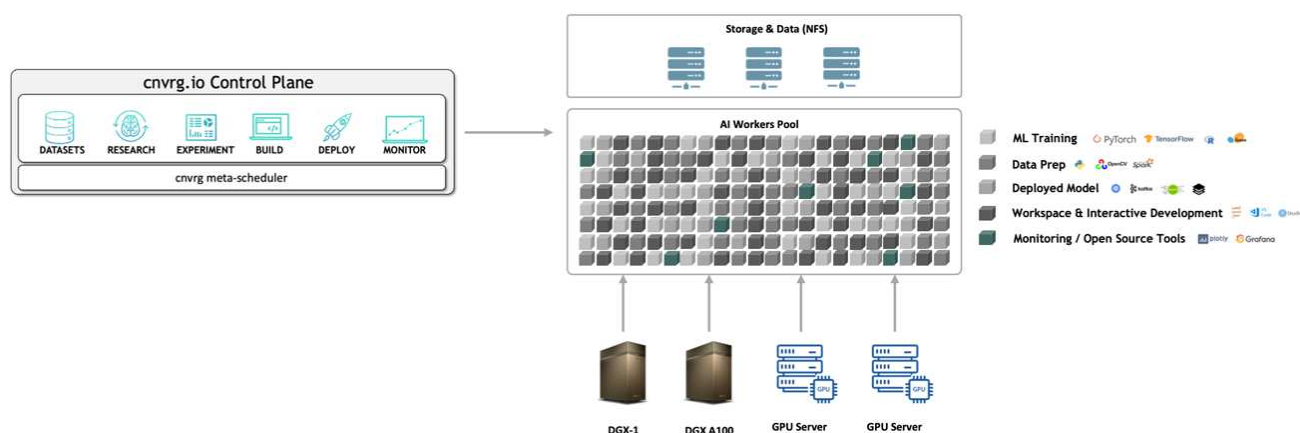 cnvrg.io Control Plane
DATASETS
RESEARCH
EXPERIMENT
BUILD
DEPLOY
MONITOR
cnvrg meta-scheduler
Storage & Data (NFS)
AI Workers Pool
ML Training
PyTorch
TensorFlow
R
Data Prep
OpenCV
Spark
Deployed Model
kafka
Workspace & Interactive Development
Monitoring / Open Source Tools
plotly
Grafana
GPU
GPU
DGX-1
DGX A100
GPU Server
GPU Server